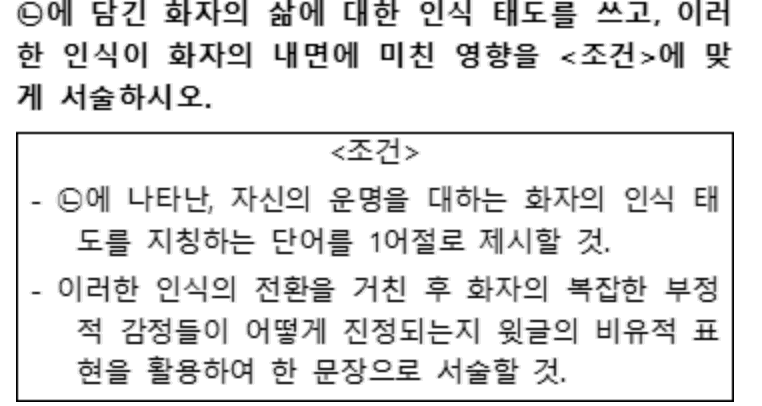 ㉡에 담긴 화자의 삶에 대한 인식 태도를 쓰고, 이러
한 인식이 화자의 내면에 미친 영향을 <조건>에 맞
게 서술하시오.
<조건>
- ㉡에 나타난, 자신의 운명을 대하는 화자의 인식 태
도를 지칭하는 단어를 1어절로 제시할 것.
- 이러한 인식의 전환을 거친 후 화자의 복잡한 부정
적 감정들이 어떻게 진정되는지 윗글의 비유적 표
현을 활용하여 한 문장으로 서술할 것.